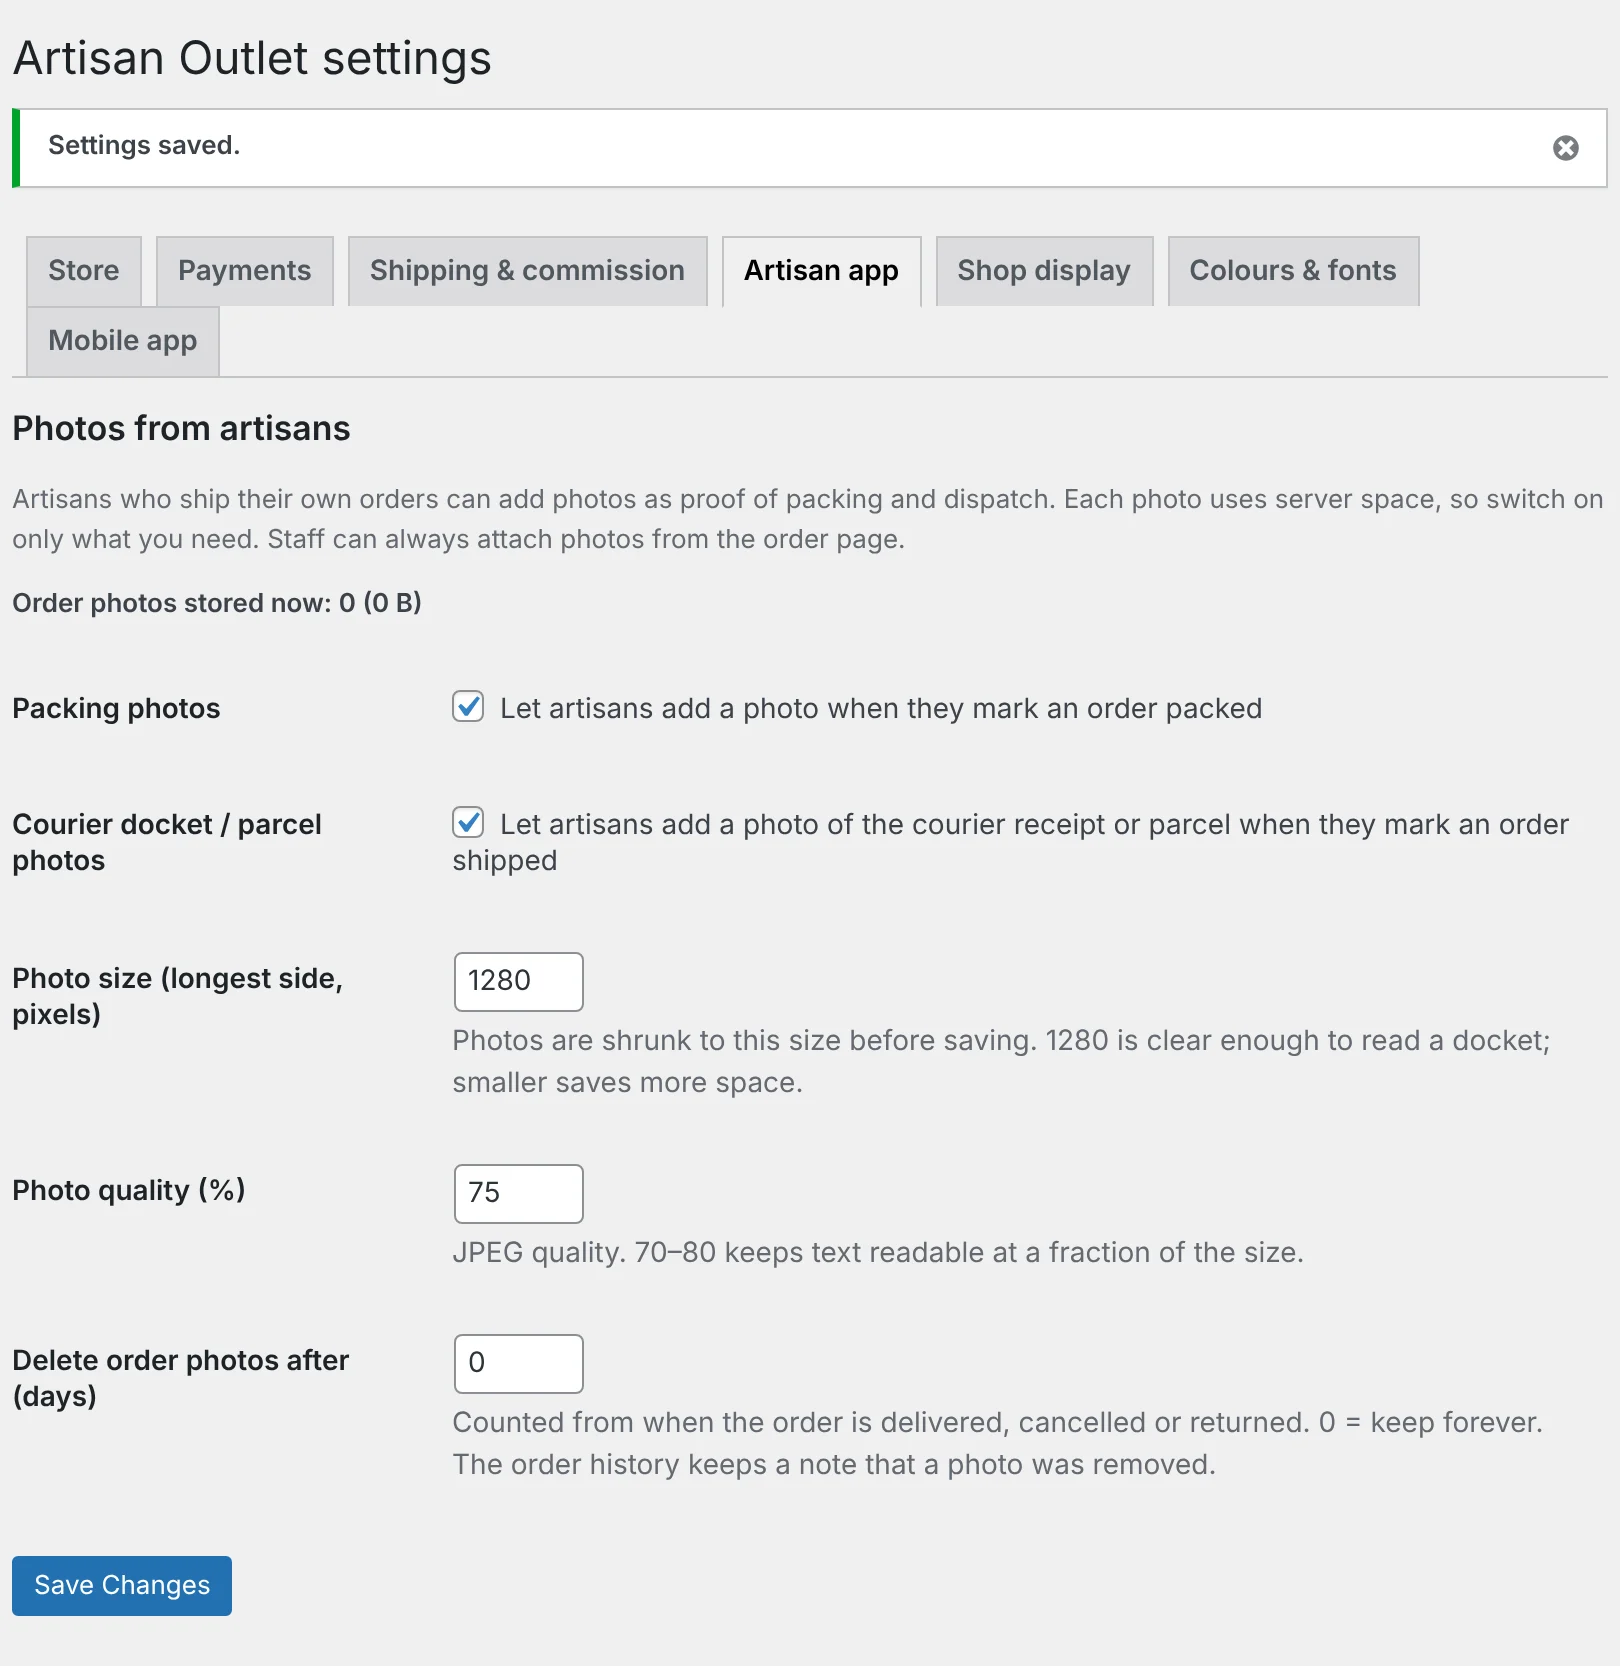 Artisan Outlet settings
Settings saved.
Store
Payments
Shipping & commission
Artisan app
Shop display
Colours & fonts
Mobile app
Photos from artisans
Artisans who ship their own orders can add photos as proof of packing and dispatch. Each photo uses server space, so switch on
only what you need. Staff can always attach photos from the order page.
Order photos stored now: 0 (0 B)
Packing photos
Let artisans add a photo when they mark an order packed
Courier docket / parcel
photos
Let artisans add a photo of the courier receipt or parcel when they mark an order
shipped
Photo size (longest side,
pixels)
1280
Photos are shrunk to this size before saving. 1280 is clear enough to read a docket;
smaller saves more space.
Photo quality (%)
75
JPEG quality. 70–80 keeps text readable at a fraction of the size.
Delete order photos after
(days)
0
Counted from when the order is delivered, cancelled or returned. 0 = keep forever.
The order history keeps a note that a photo was removed.
Save Changes